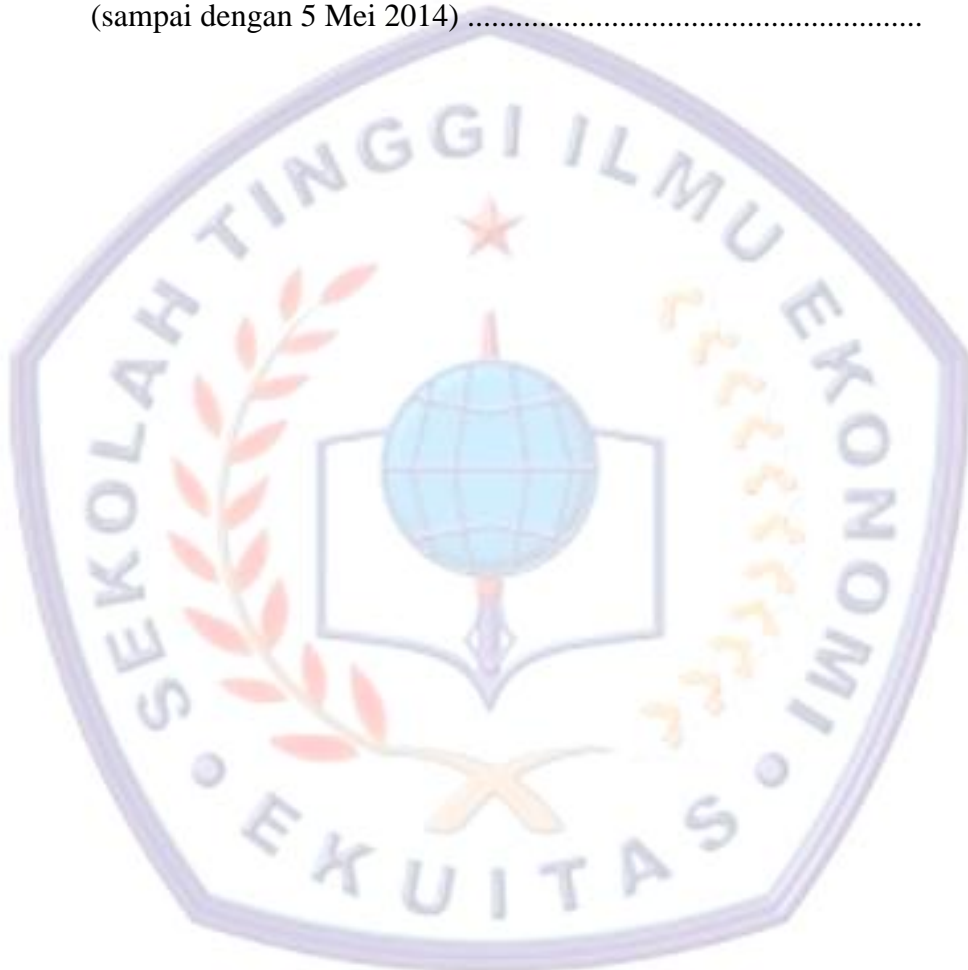 (sampai dengan 5 Mei 2014) .........................................................
SEKOLAH TINGGI ILMU EKONOMI
• EKUITAS •